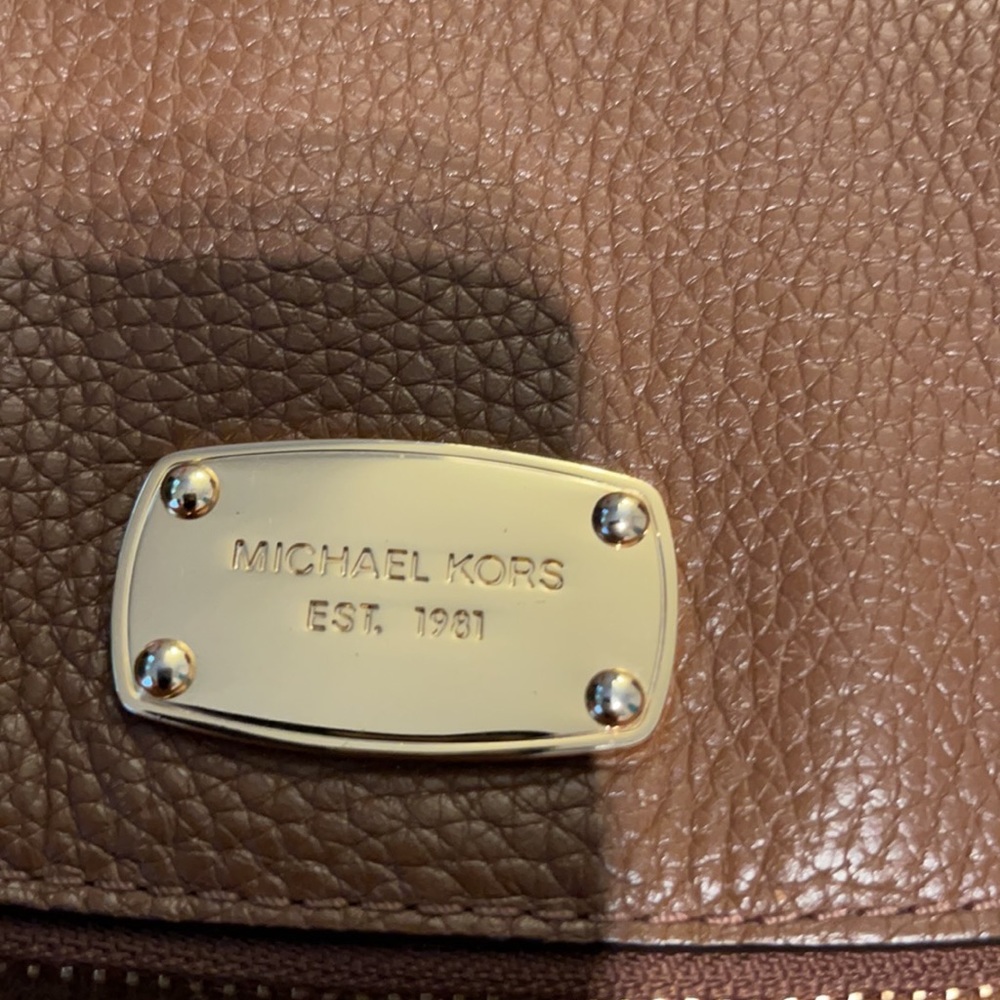 MICHAEL KORS
EST. 1981